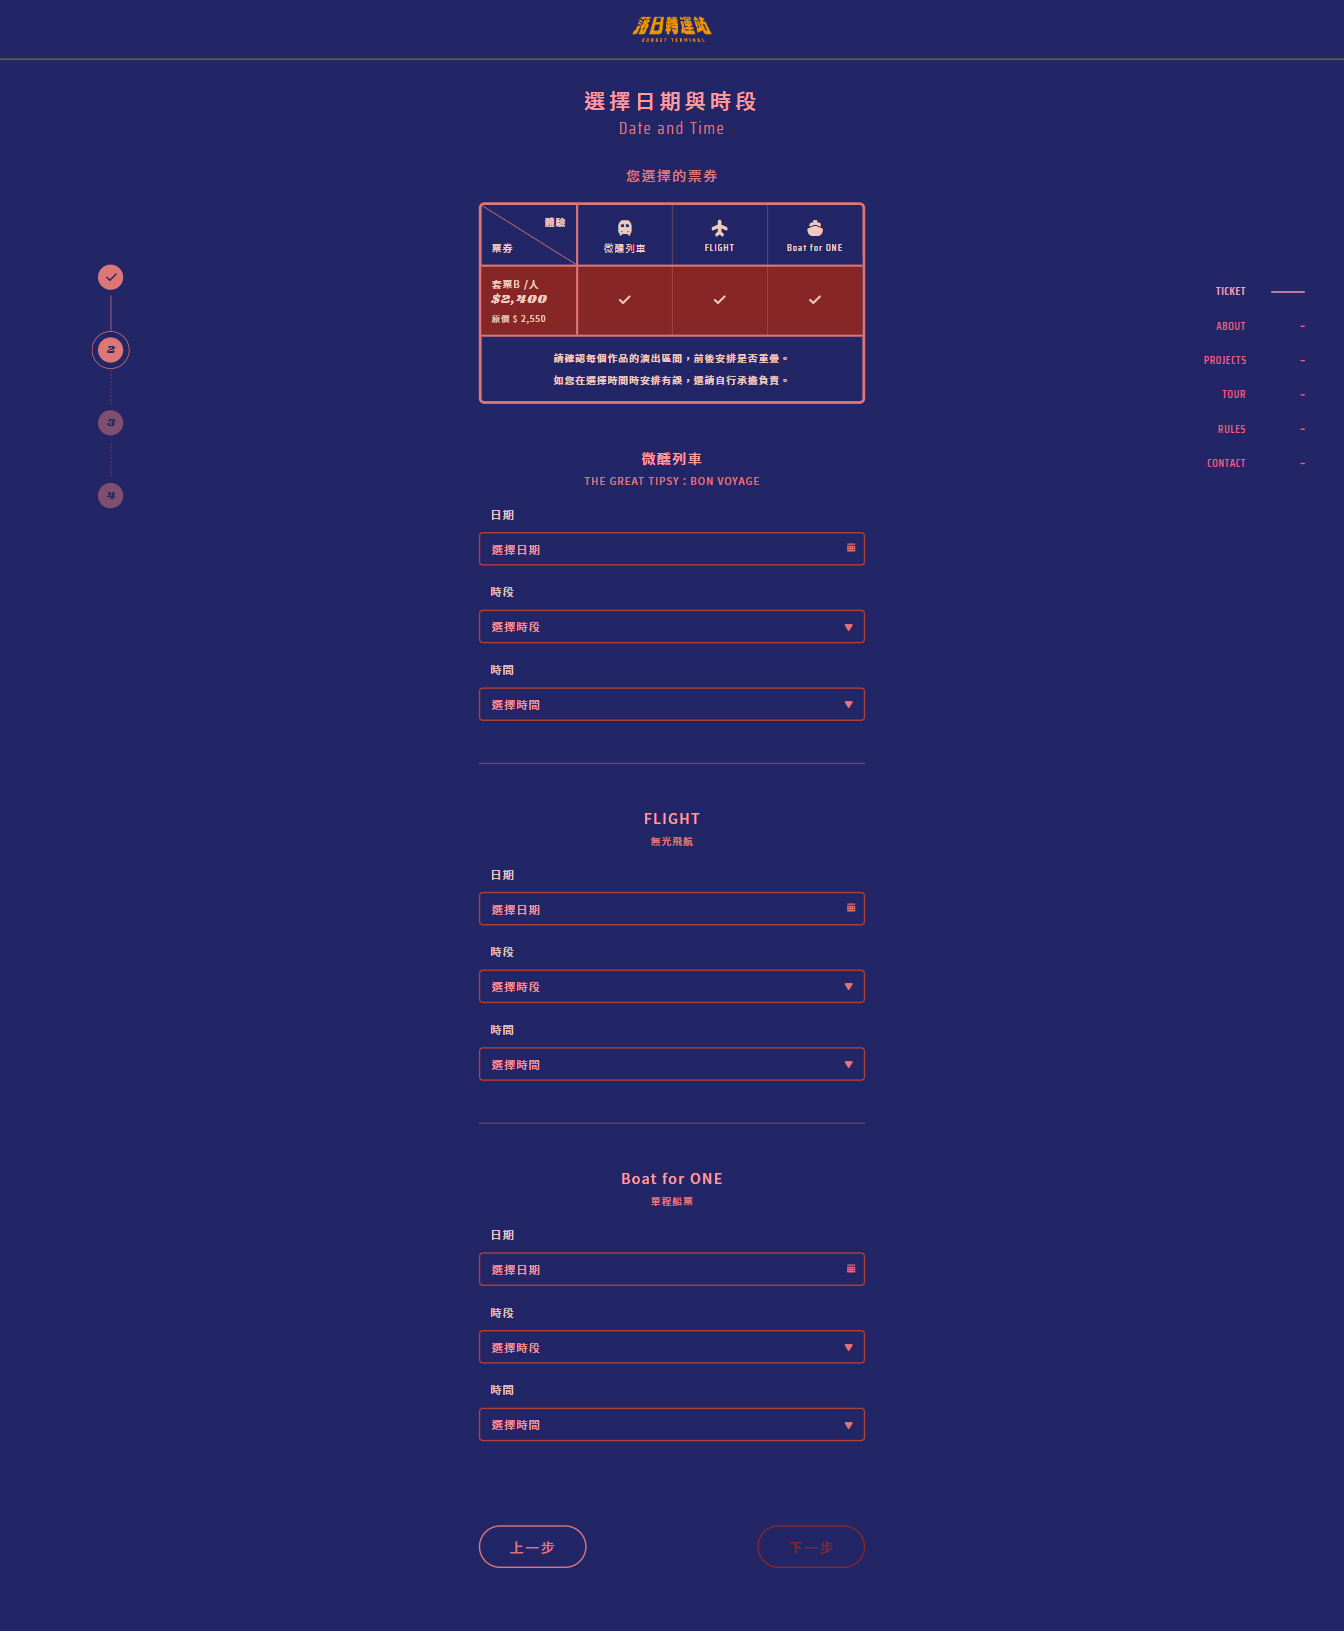 落日轉運站
SUNSET TERMINAL
選擇日期與時段
Date and Time
您選擇的票券
體驗
票券
微醺列車
FLIGHT
Boat for ONE
套票B /人
$2,400
原價 $ 2,550
請確認每個作品的演出區間，前後安排是否重疊。
如您在選擇時間時安排有誤，還請自行承擔負責。
2
3
4
TICKET
ABOUT
PROJECTS
TOUR
RULES
CONTACT
微醺列車
THE GREAT TIPSY：BON VOYAGE
日期
選擇日期
時段
選擇時段
時間
選擇時間
FLIGHT
無光飛航
日期
選擇日期
時段
選擇時段
時間
選擇時間
Boat for ONE
單程船票
日期
選擇日期
時段
選擇時段
時間
選擇時間
上一步
下一步